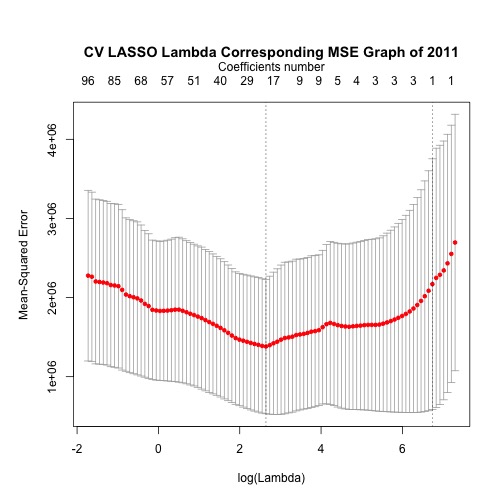 CV LASSO Lambda Corresponding MSE Graph of 2011
Coefficients number
96 85 68 57 51 40 29 17 9 9 5 4 3 3 3 1 1
4e+06
3e+06
2e+06
1e+06
Mean-Squared Error
-2 0 2 4 6
log(Lambda)